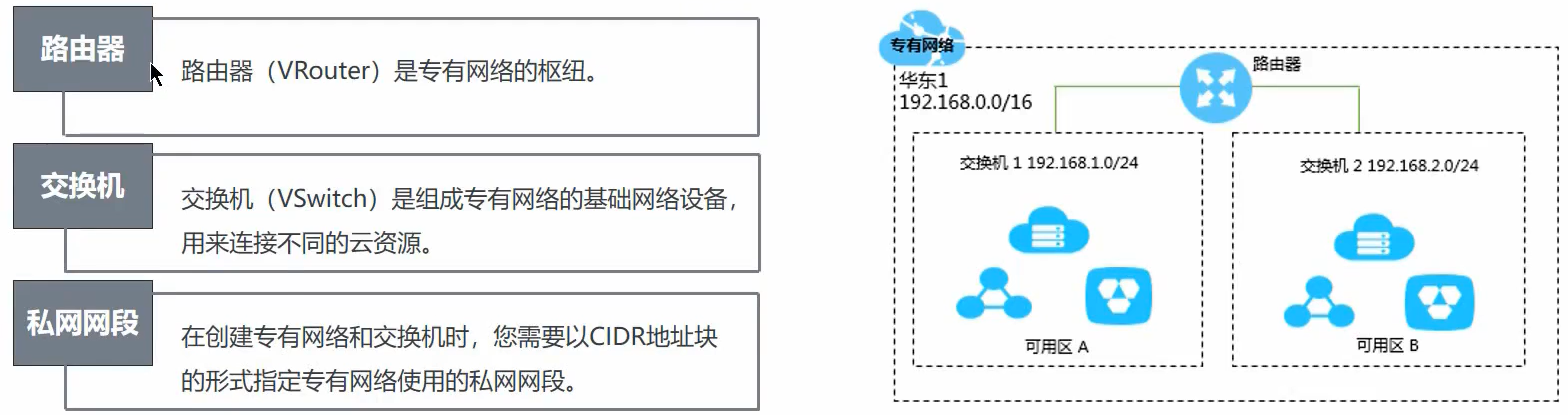 路由器
路由器（VRouter）是专有网络的枢纽。
交换机
交换机（VSwitch）是组成专有网络的基础网络设备，
用来连接不同的云资源。
私网网段
在创建专有网络和交换机时，您需要以CIDR地址块
的形式指定专有网络使用的私网网段。
专有网络
华东1
192.168.0.0/16
路由器
交换机 1 192.168.1.0/24
可用区 A
交换机 2 192.168.2.0/24
可用区 B